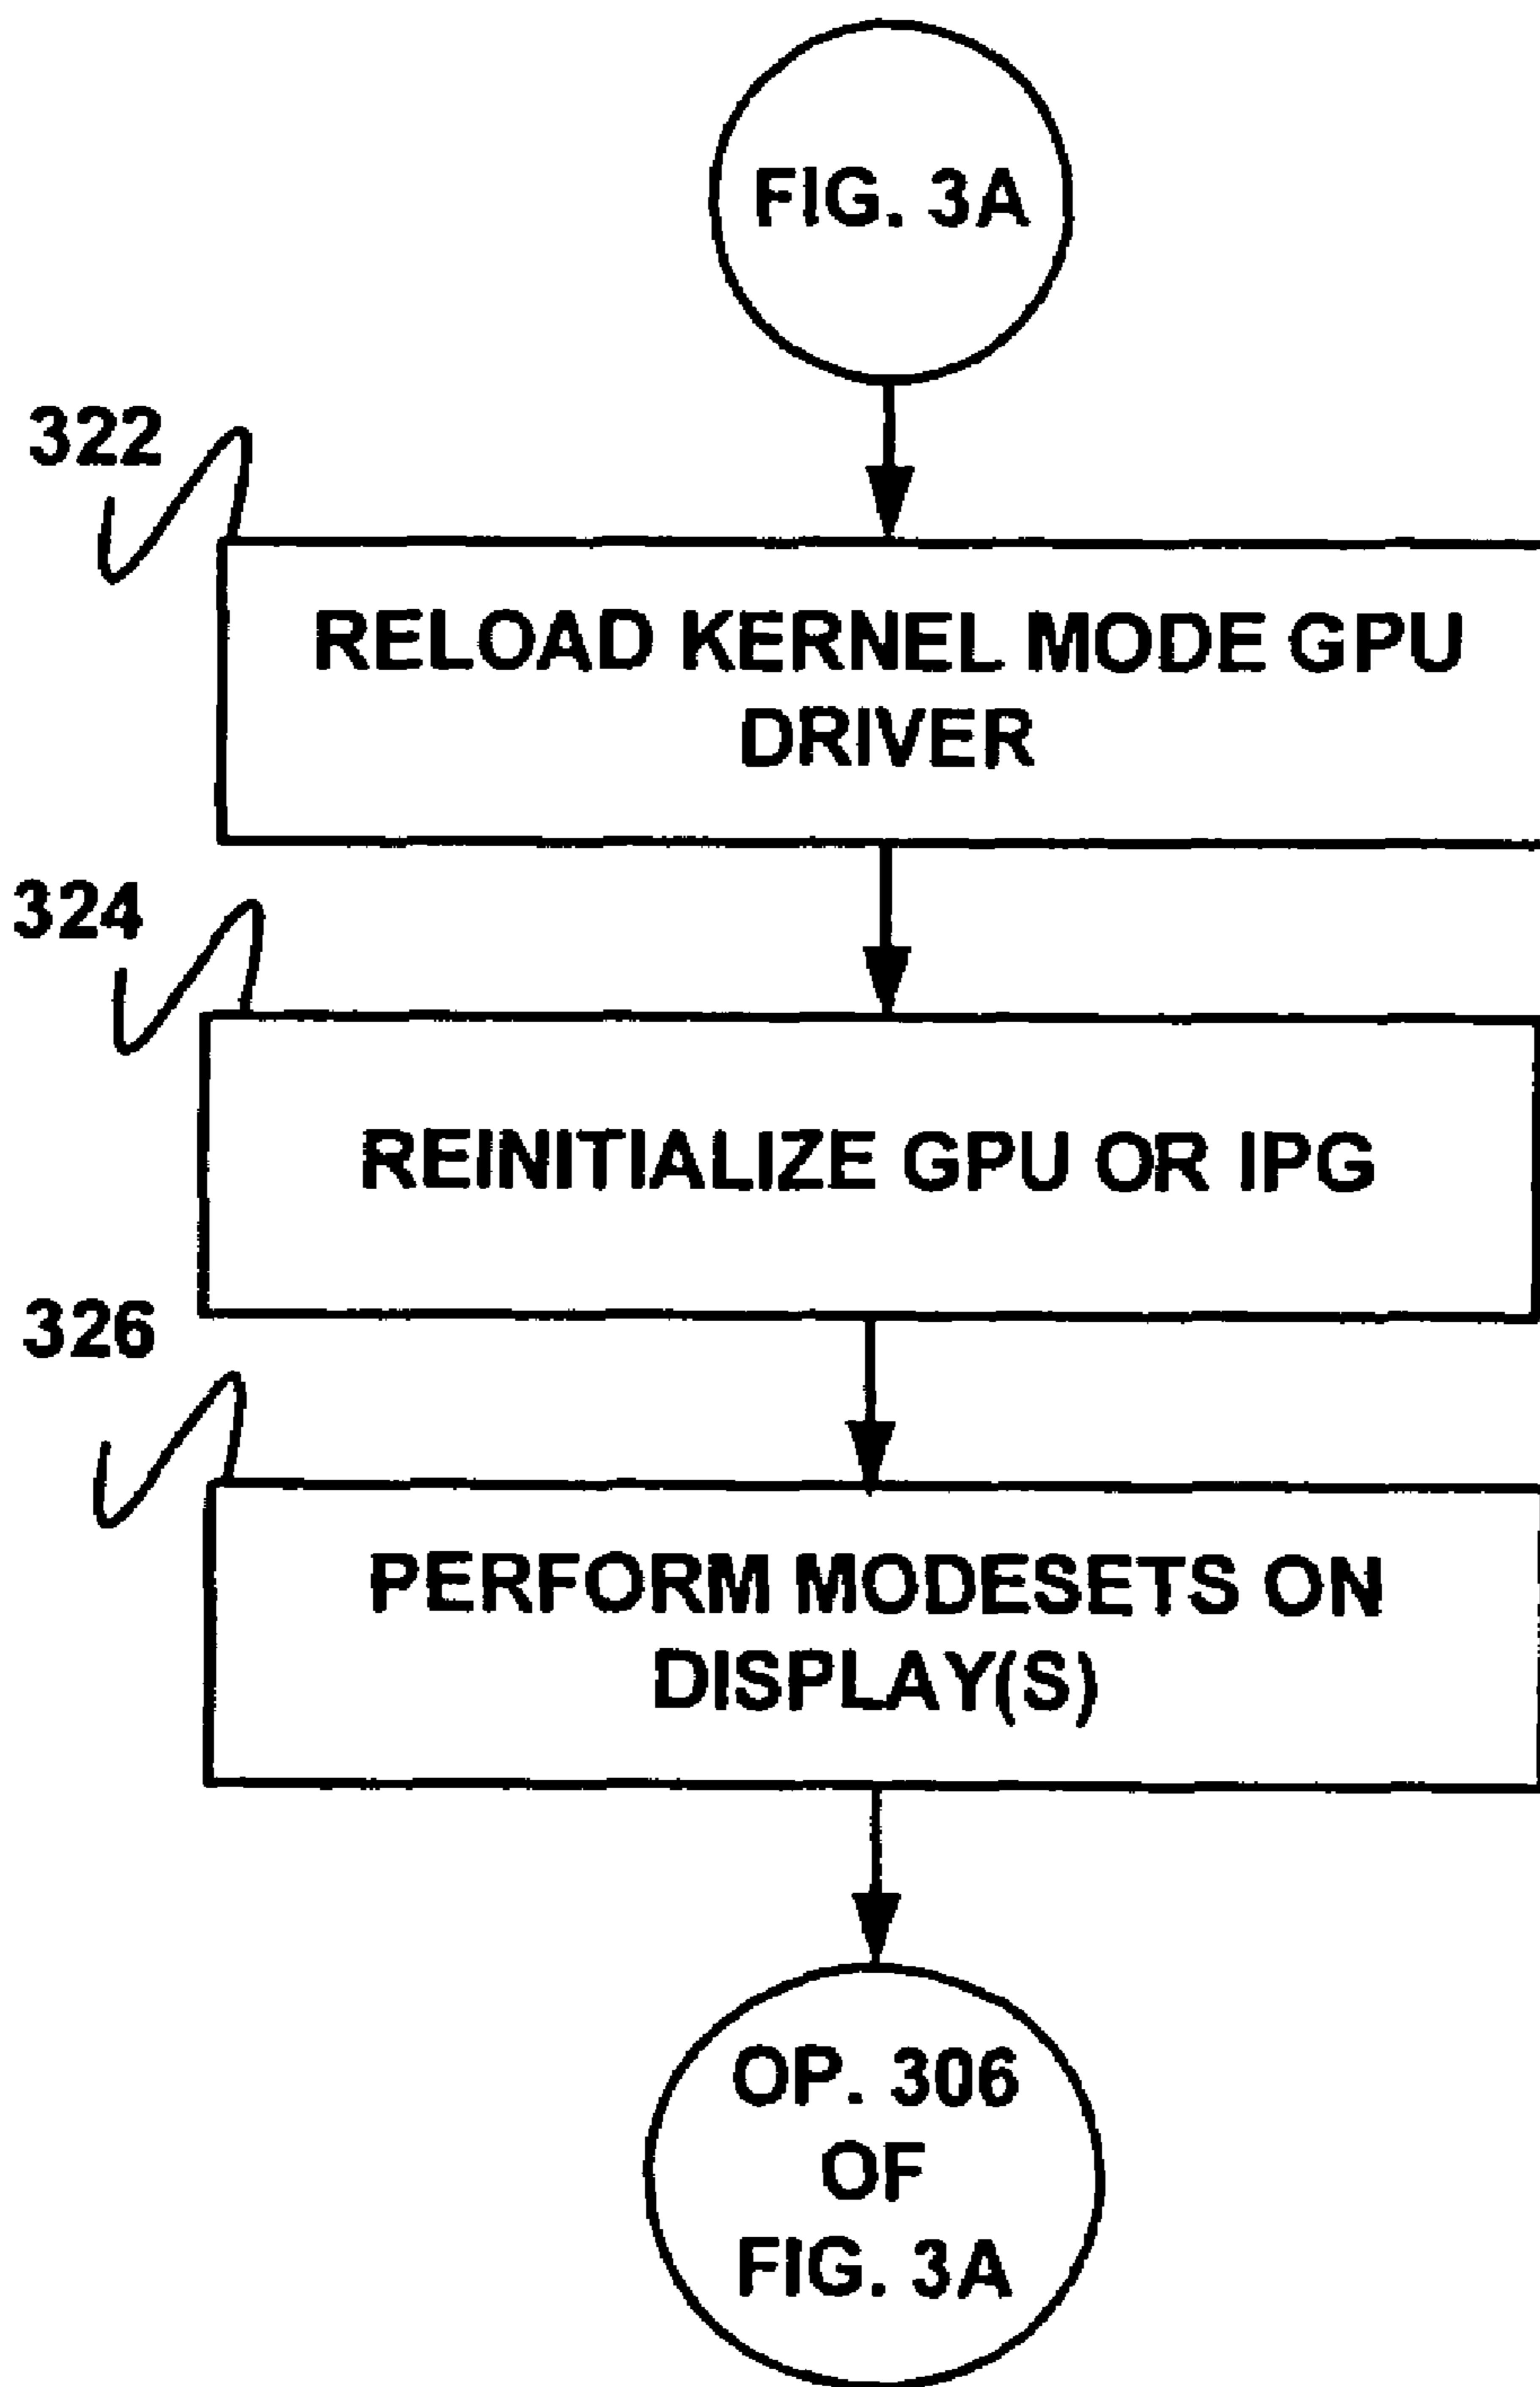 FIG. 3A
322
RELOAD KERNEL MODE GPU
DRIVER
324
REINITIALIZE GPU OR IPG
326
PERFORM MODESETS ON
DISPLAY(S)
OP. 306
OF
FIG. 3A